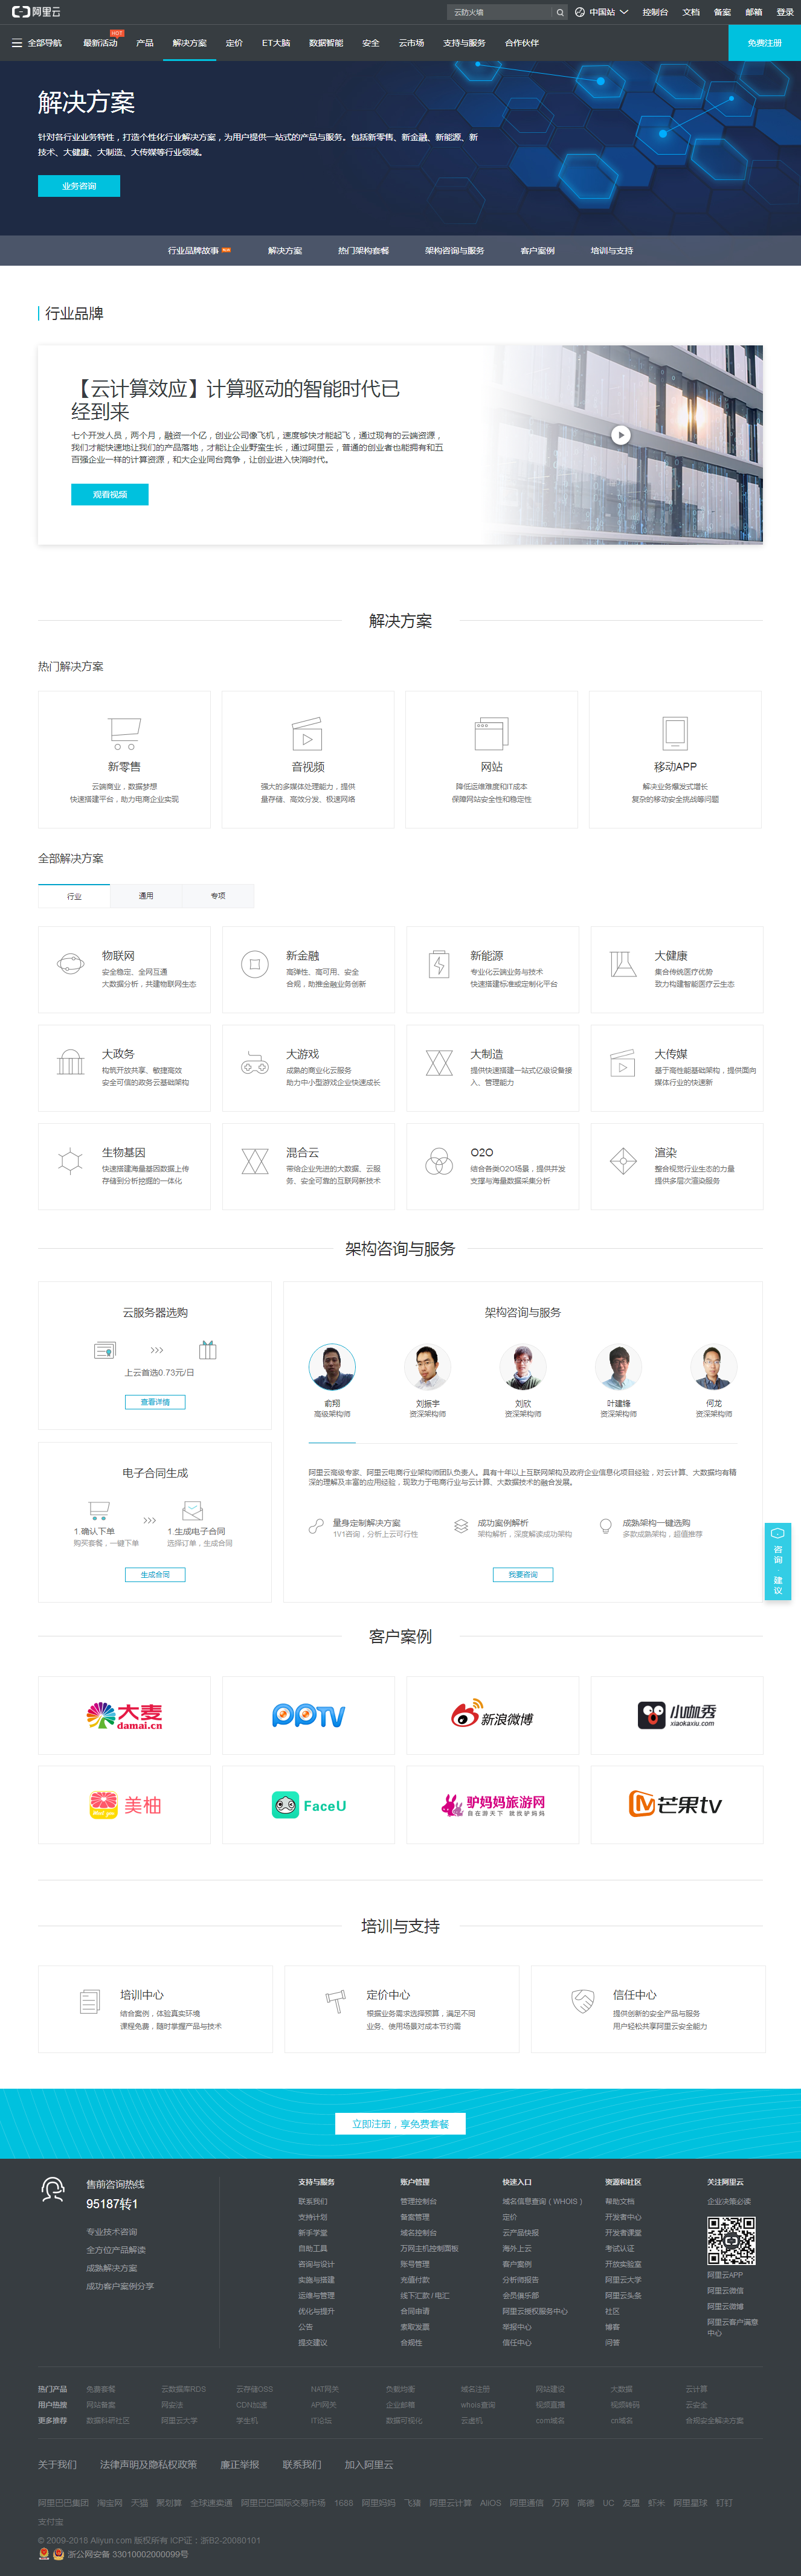 阿里云
云防火墙
中国站
控制台
文档
备案
邮箱
登录
全部导航
最新活动
HOT
产品
解决方案
定价
ET大脑
数据智能
安全
云市场
支持与服务
合作伙伴
免费注册
解决方案
针对各行业业务特性，打造个性化行业解决方案，为用户提供一站式的产品与服务。包括新零售、新金融、新能源、新
技术、大健康、大制造、大传媒等行业领域。
业务咨询
行业品牌故事
解决方案
热门架构套餐
架构咨询与服务
客户案例
培训与支持
行业品牌
【云计算效应】计算驱动的智能时代已
经到来
七个开发人员，两个月，融资一个亿，创业公司像飞机，速度够快才能起飞，通过现有的云端资源，
我们才能快速地让我们的产品落地，才能让企业野蛮生长，通过阿里云，普通的创业者也能拥有和五
百强企业一样的计算资源，和大企业同台竞争，让创业进入快消时代。
观看视频
解决方案
热门解决方案
新零售
云端商业，数据梦想
快速搭建平台，助力电商企业实现
音视频
强大的多媒体处理能力，提供
量存储、高效分发、极速网络
网站
降低运维难度和IT成本
保障网站安全性和稳定性
移动APP
解决业务爆发式增长
复杂的移动安全挑战等问题
全部解决方案
行业
通用
专项
物联网
安全稳定、全网互通
大数据分析，共建物联网生态
新金融
高弹性、高可用、安全
合规，助推金融业务创新
新能源
专业化云端业务与技术
快速搭建标准或定制化平台
大健康
集合传统医疗优势
致力构建智能医疗云生态
大政务
构筑开放共享、敏捷高效
安全可信的政务云基础架构
大游戏
成熟的商业化云服务
助力中小型游戏企业快速成长
大制造
提供快速搭建一站式亿级设备接
入、管理能力
大传媒
基于高性能基础架构，提供面向
媒体行业的快速新
生物基因
快速搭建海量基因数据上传
存储到分析挖掘的一体化
混合云
带给企业先进的大数据、云服
务、安全可靠的互联网新技术
O2O
结合各类O2O场景，提供并发
支撑与海量数据采集分析
渲染
整合视觉行业生态的力量
提供多层次渲染服务
架构咨询与服务
云服务器选购
上云首选0.73元/日
查看详情
电子合同生成
1.确认下单
购买套餐，一键下单
1.生成电子合同
选择订单，生成合同
生成合同
架构咨询与服务
俞翔
高级架构师
刘振宇
资深架构师
刘欣
资深架构师
叶建锋
资深架构师
何龙
资深架构师
阿里云高级专家、阿里云电商行业架构师团队负责人。具有十年以上互联网架构及政府企业信息化项目经验，对云计算、大数据均有精
深的理解及丰富的应用经验，现致力于电商行业与云计算、大数据技术的融合发展。
量身定制解决方案
1V1咨询，分析上云可行性
成功案例解析
架构解析，深度解读成功架构
成熟架构一键选购
多款成熟架构，超值推荐
我要咨询
咨询·建议
客户案例
大麦
damai.cn
PPTV
新浪微博
小咖秀
xiaokaxiu.com
美柚
FaceU
驴妈妈旅游网
自在游天下 就找驴妈妈
芒果tv
培训与支持
培训中心
结合案例，体验真实环境
课程免费，随时掌握产品与技术
定价中心
根据业务需求选择预算，满足不同
业务、使用场景对成本节约需
信任中心
提供创新的安全产品与服务
用户轻松共享阿里云安全能力
立即注册，享免费套餐
售前咨询热线
95187转1
专业技术咨询
全方位产品解读
成熟解决方案
成功客户案例分享
支持与服务
联系我们
支持计划
新手学堂
自助工具
咨询与设计
实施与搭建
运维与管理
优化与提升
公告
提交建议
账户管理
管理控制台
备案管理
域名控制台
万网主机控制面板
账号管理
充值付款
线下汇款 / 电汇
合同申请
索取发票
合规性
快速入口
域名信息查询（WHOIS）
定价
云产品快报
海外上云
客户案例
分析师报告
会员俱乐部
阿里云授权服务中心
举报中心
信任中心
资源和社区
帮助文档
开发者中心
开发者课堂
考试认证
开放实验室
阿里云大学
阿里云头条
社区
博客
问答
关注阿里云
企业决策必读
阿里云APP
阿里云微信
阿里云微博
阿里云客户满意
中心
热门产品 免费套餐 云数据库RDS 云存储OSS NAT网关 负载均衡 域名注册 网站建设 大数据 云计算
用户热搜 网站备案 网安法 CDN加速 API网关 企业邮箱 whois查询 视频直播 视频转码 云安全
更多推荐 数据科研社区 阿里云大学 学生机 IT论坛 数据可视化 云虚机 com域名 cn域名 合规安全解决方案
关于我们 法律声明及隐私权政策 廉正举报 联系我们 加入阿里云
阿里巴巴集团 淘宝网 天猫 聚划算 全球速卖通 阿里巴巴国际交易市场 1688 阿里妈妈 飞猪 阿里云计算 AliOS 阿里通信 万网 高德 UC 友盟 虾米 阿里星球 钉钉
支付宝
© 2009-2018 Aliyun.com 版权所有 ICP证：浙B2-20080101
浙公网安备 33010002000099号